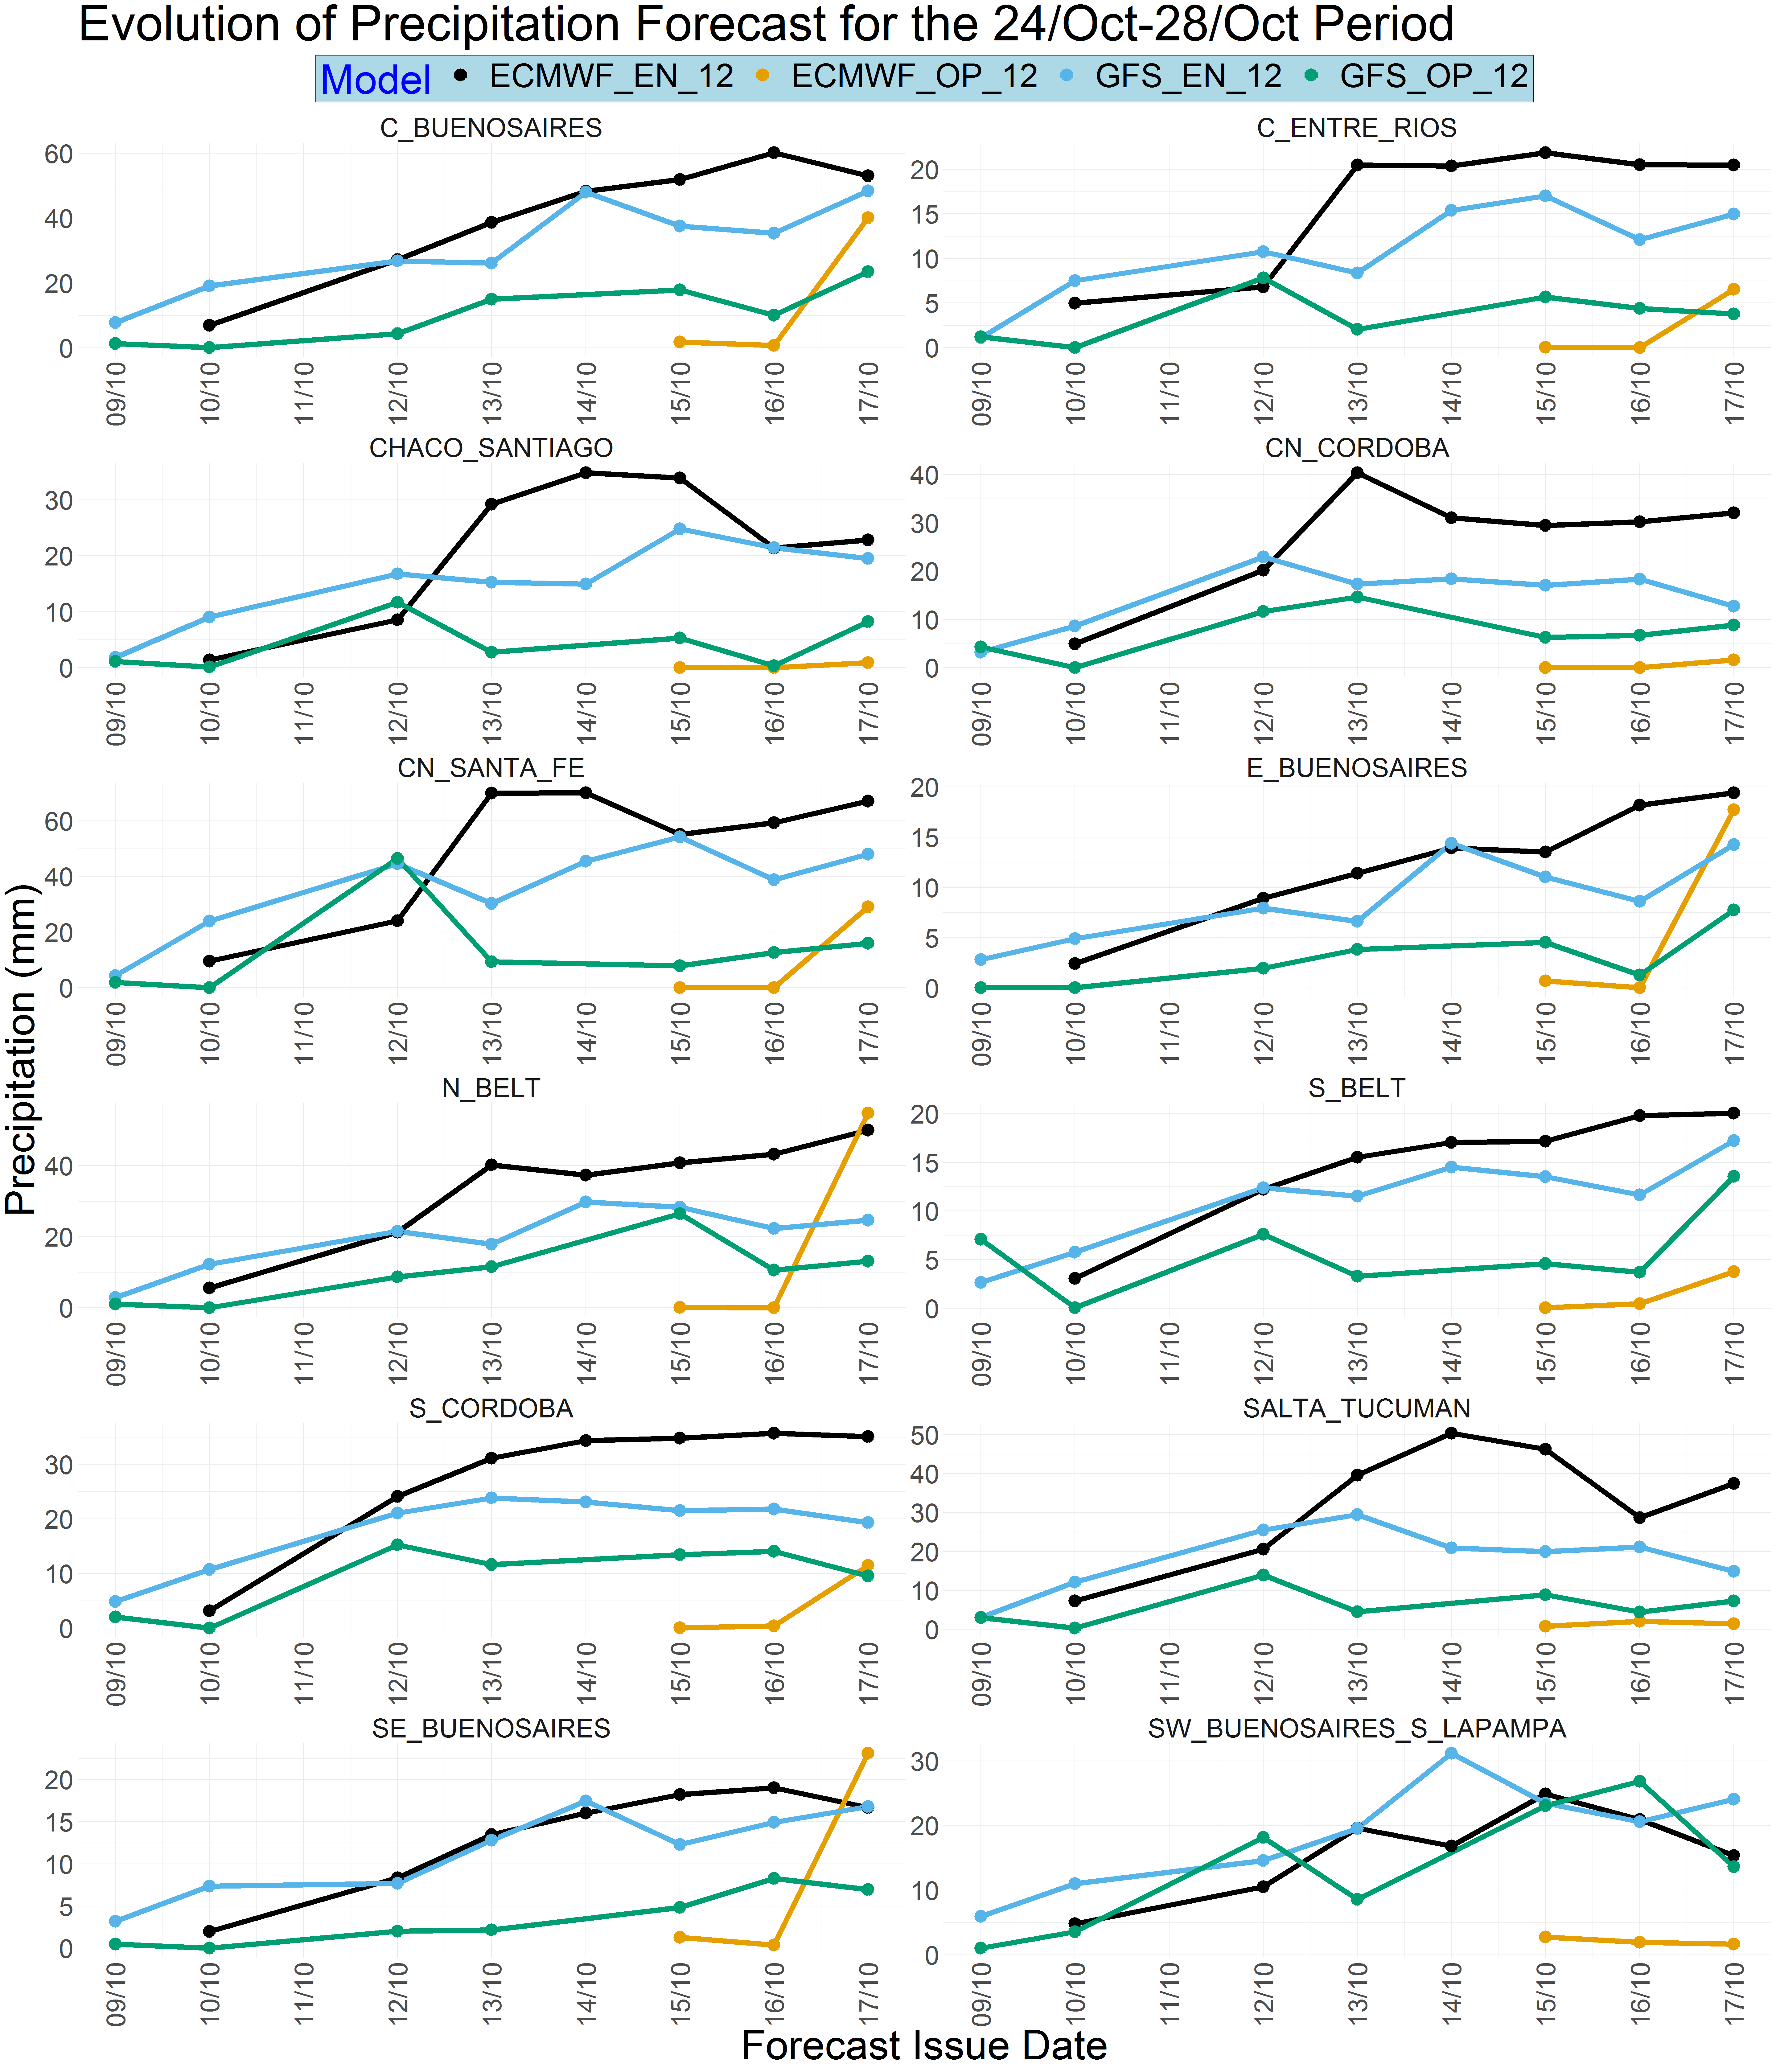 Evolution of Precipitation Forecast for the 24/Oct-28/Oct Period
Model ECMWF_EN_12 ECMWF_OP_12 GFS_EN_12 GFS_OP_12
C_BUENOSAIRES C_ENTRE_RIOS
60
40
20
0
20
15
10
5
0
09/10 10/10 11/10 12/10 13/10 14/10 15/10 16/10 17/10
09/10 10/10 11/10 12/10 13/10 14/10 15/10 16/10 17/10
CHACO_SANTIAGO CN_CORDOBA
30
20
10
0
40
30
20
10
0
09/10 10/10 11/10 12/10 13/10 14/10 15/10 16/10 17/10
09/10 10/10 11/10 12/10 13/10 14/10 15/10 16/10 17/10
CN_SANTA_FE E_BUENOSAIRES
60
40
20
0
20
15
10
5
0
09/10 10/10 11/10 12/10 13/10 14/10 15/10 16/10 17/10
09/10 10/10 11/10 12/10 13/10 14/10 15/10 16/10 17/10
Precipitation (mm)
N_BELT S_BELT
40
20
0
20
15
10
5
0
09/10 10/10 11/10 12/10 13/10 14/10 15/10 16/10 17/10
09/10 10/10 11/10 12/10 13/10 14/10 15/10 16/10 17/10
S_CORDOBA SALTA_TUCUMAN
30
20
10
0
50
40
30
20
10
0
09/10 10/10 11/10 12/10 13/10 14/10 15/10 16/10 17/10
09/10 10/10 11/10 12/10 13/10 14/10 15/10 16/10 17/10
SE_BUENOSAIRES SW_BUENOSAIRES_S_LAPAMPA
20
15
10
5
0
30
20
10
0
09/10 10/10 11/10 12/10 13/10 14/10 15/10 16/10 17/10
09/10 10/10 11/10 12/10 13/10 14/10 15/10 16/10 17/10
Forecast Issue Date